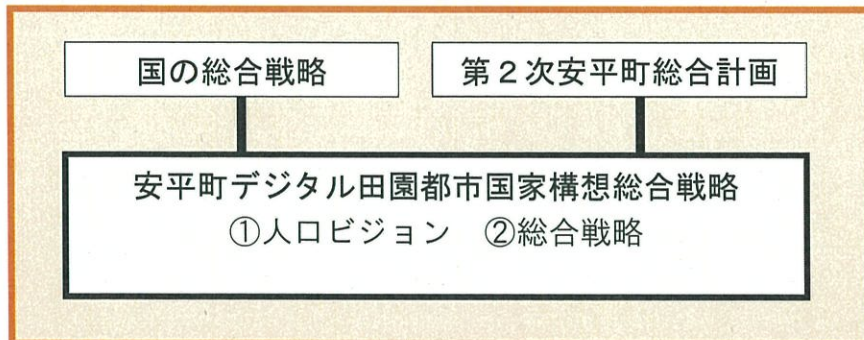 国の総合戦略
第２次安平町総合計画
安平町デジタル田園都市国家構想総合戦略
①人口ビジョン　②総合戦略